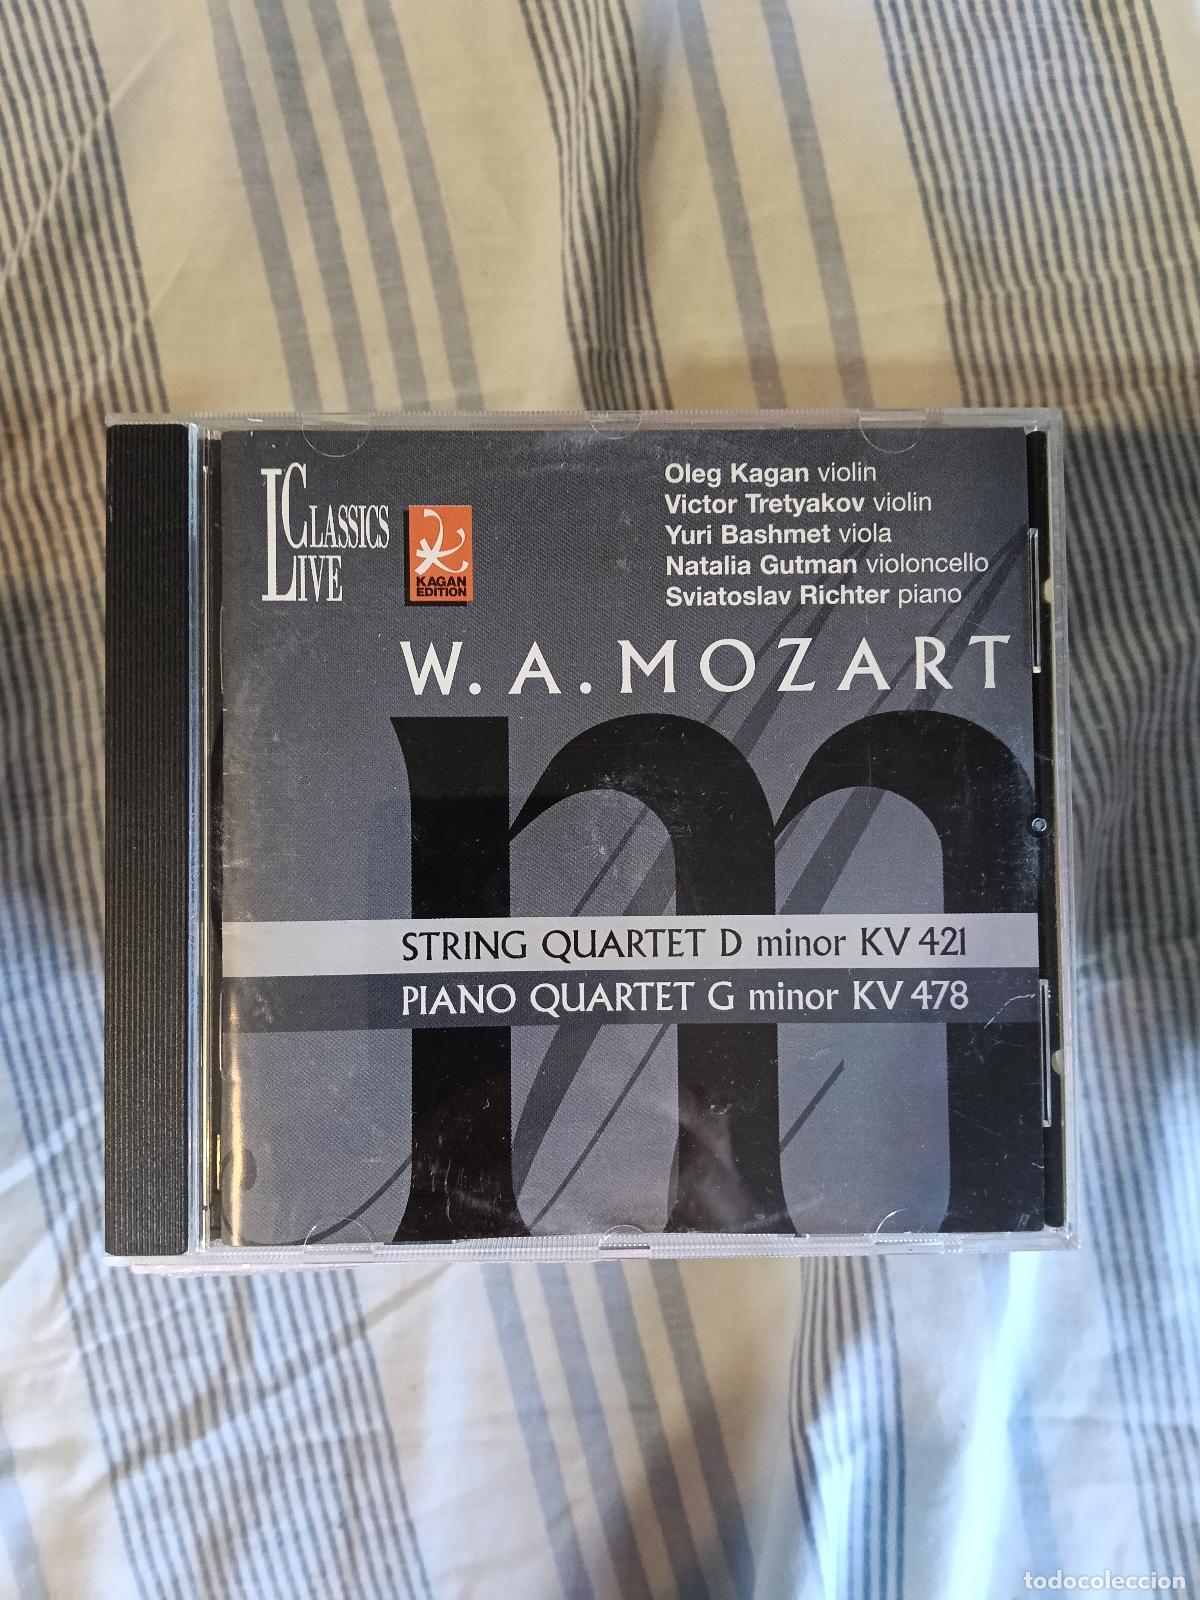 CLASSICS
LIVE
KAGAN
EDITION
Oleg Kagan violin
Victor Tretyakov violin
Yuri Bashmet viola
Natalia Gutman violoncello
Sviatoslav Richter piano
W. A. MOZART
m
STRING QUARTET D minor KV 421
PIANO QUARTET G minor KV 478
todocoleccion